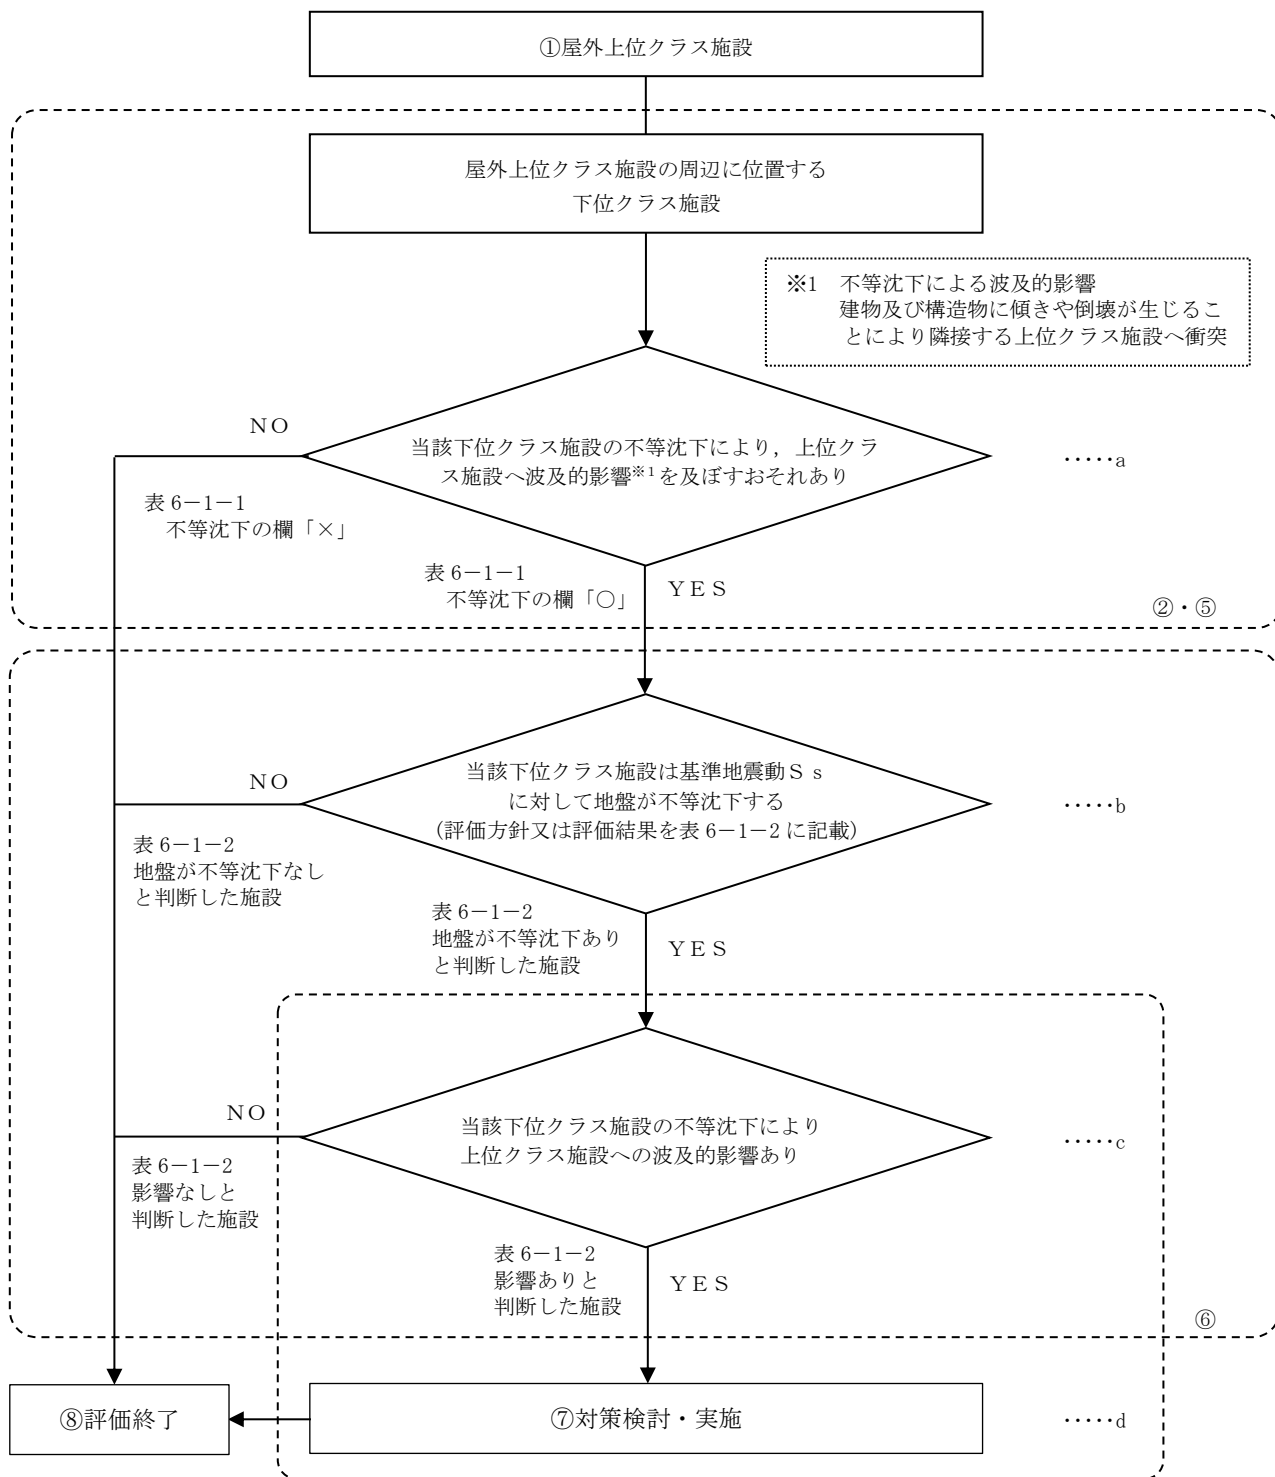 ①屋外上位クラス施設
屋外上位クラス施設の周辺に位置する
下位クラス施設
※1　不等沈下による波及的影響
建物及び構造物に傾きや倒壊が生じるこ
とにより隣接する上位クラス施設へ衝突
NO
当該下位クラス施設の不等沈下により，上位クラ
ス施設へ波及的影響※1を及ぼすおそれあり
‥‥‥a
表 6－1－1
不等沈下の欄「×」
表 6－1－1
不等沈下の欄「○」
YES
②・⑤
NO
当該下位クラス施設は基準地震動Ｓｓ
に対して地盤が不等沈下する
（評価方針又は評価結果を表 6－1－2 に記載）
‥‥‥b
表 6－1－2
地盤が不等沈下なし
と判断した施設
表 6－1－2
地盤が不等沈下あり
と判断した施設
YES
NO
当該下位クラス施設の不等沈下により
上位クラス施設への波及的影響あり
‥‥‥c
表 6－1－2
影響なしと
判断した施設
表 6－1－2
影響ありと
判断した施設
YES
⑥
⑧評価終了
⑦対策検討・実施
‥‥‥d